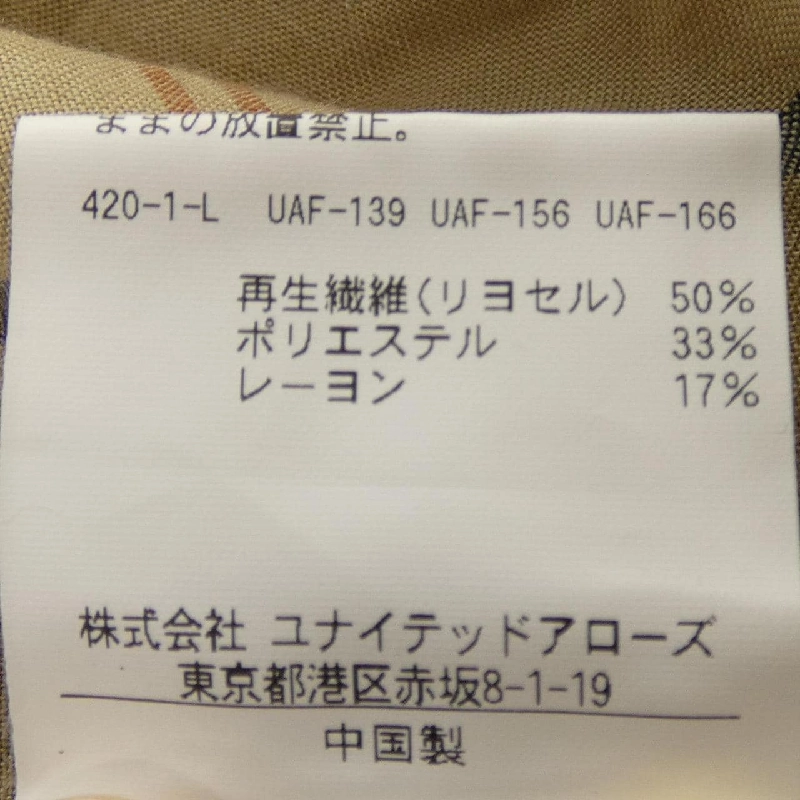 ままの放置禁止。
420-1-L UAF-139 UAF-156 UAF-166
再生繊維(リヨセル) 50%
ポリエステル 33%
レーヨン 17%
株式会社 ユナイテッドアローズ
東京都港区赤坂8-1-19
中国製